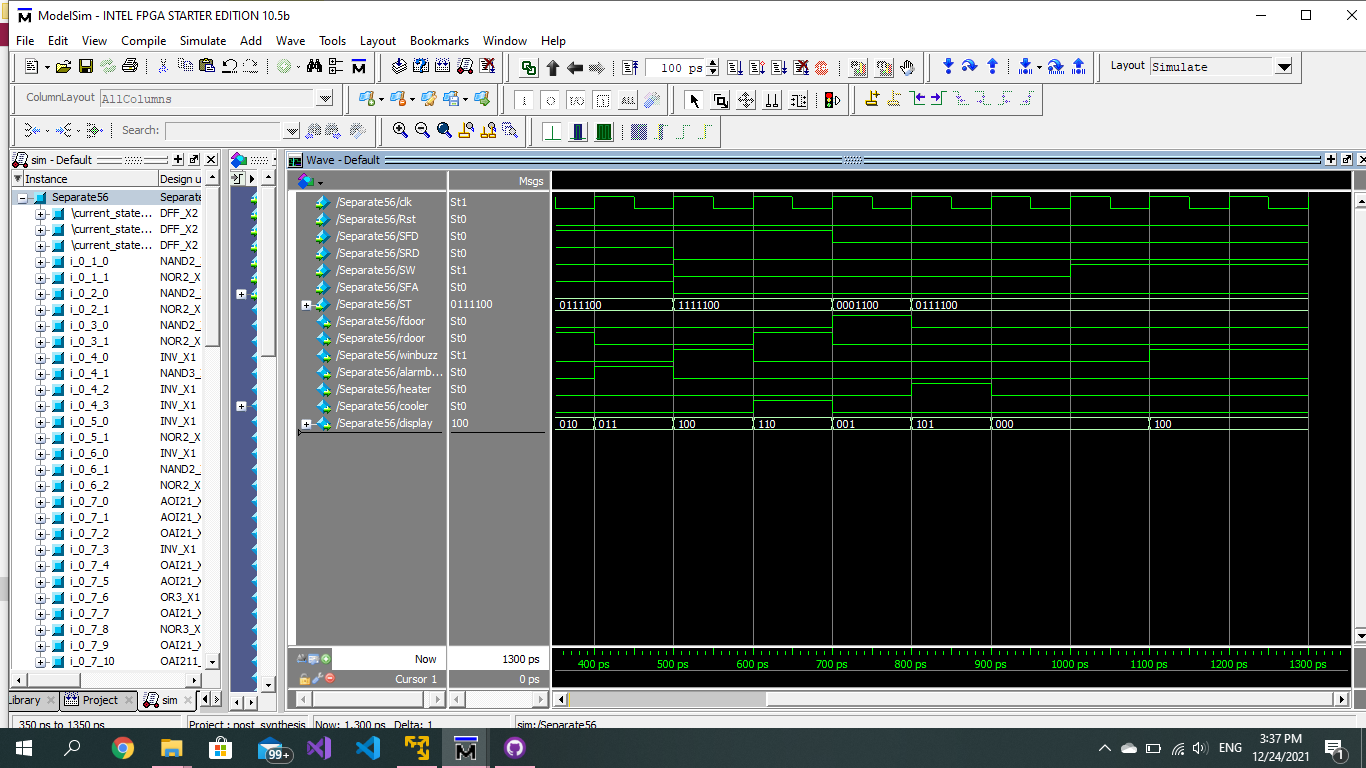 ModelSim - INTEL FPGA STARTER EDITION 10.5b
File Edit View Compile Simulate Add Wave Tools Layout Bookmarks Window Help
100 ps
Layout Simulate
ColumnLayout AllColumns
ALL
Search:
sim - Default
Wave - Default
Instance Design u
Msgs
Separate56 Separate
\current_state... DFF_X2
\current_state... DFF_X2
\current_state... DFF_X2
i_0_1_0 NAND2_
i_0_1_1 NOR2_X
i_0_2_0 NAND2_
i_0_2_1 NOR2_X
i_0_3_0 NAND2_
i_0_3_1 NOR2_X
i_0_4_0 INV_X1
i_0_4_1 NAND3_
i_0_4_2 INV_X1
i_0_4_3 INV_X1
i_0_5_0 INV_X1
i_0_5_1 NOR2_X
i_0_6_0 INV_X1
i_0_6_1 NAND2_
i_0_6_2 NOR2_X
i_0_7_0 AOI21_X
i_0_7_1 AOI21_X
i_0_7_2 OAI21_X
i_0_7_3 INV_X1
i_0_7_4 OAI21_X
i_0_7_5 AOI21_X
i_0_7_6 OR3_X1
i_0_7_7 OAI21_X
i_0_7_8 NOR3_X
i_0_7_9 OAI21_X
i_0_7_10 OAI211_
/Separate56/clk St1
/Separate56/Rst St0
/Separate56/SFD St0
/Separate56/SRD St0
/Separate56/SW St1
/Separate56/SFA St0
/Separate56/ST 0111100 0111100 1111100 0001100 0111100
/Separate56/fdoor St0
/Separate56/rdoor St0
/Separate56/winbuzz St1
/Separate56/alarmb... St0
/Separate56/heater St0
/Separate56/cooler St0
/Separate56/display 100 010 011 100 110 001 101 000 100
Now 1300 ps
400 ps 500 ps 600 ps 700 ps 800 ps 900 ps 1000 ps 1100 ps 1200 ps 1300 ps
Cursor 1 0 ps
Library Project sim
350 ps to 1350 ps Project : post_synthesis Now: 1,300 ps Delta: 1 sim:/Separate56
99+
ENG
3:37 PM
12/24/2021
1